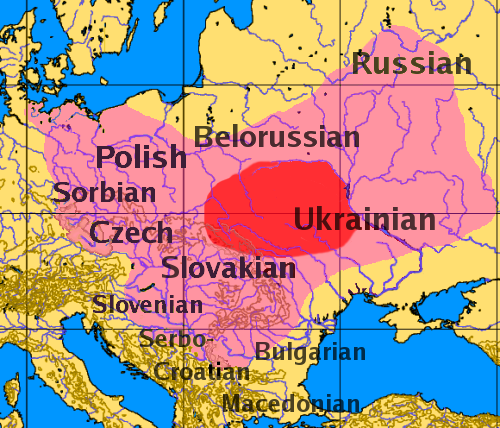 Russian
Belorussian
Polish
Sorbian
Ukrainian
Czech
Slovakian
Slovenian
Serbo-
Croatian
Bulgarian
Macedonian